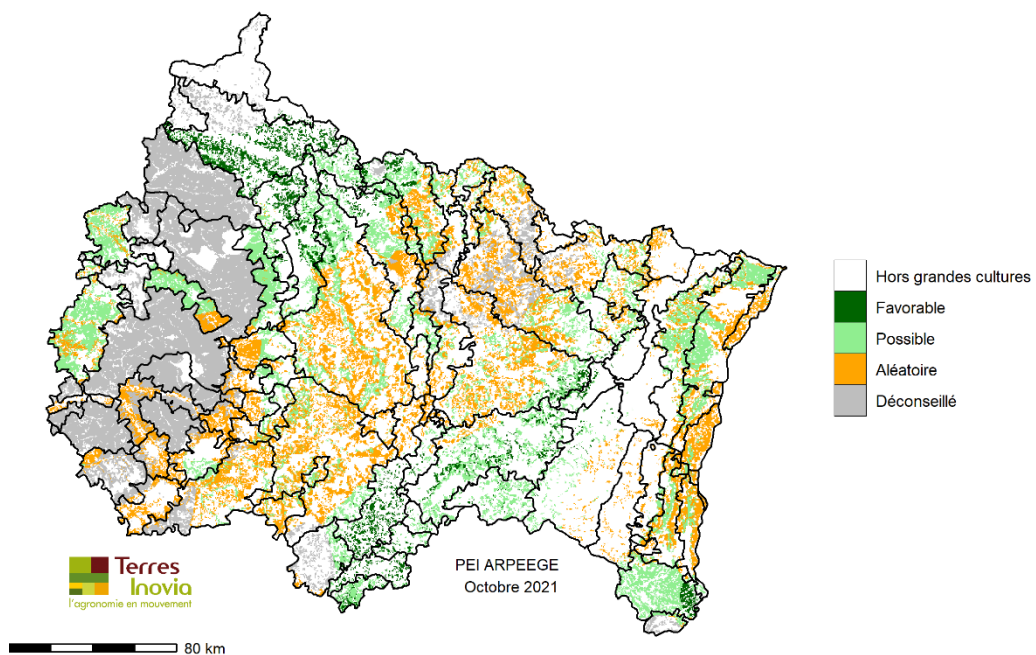 Hors grandes cultures
Favorable
Possible
Aléatoire
Déconseillé
Terres
Inovia
l'agronomie en mouvement
PEI ARPEEGE
Octobre 2021
80 km